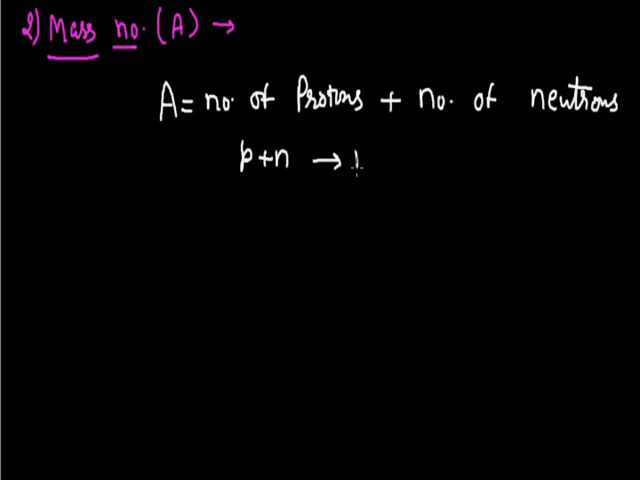 2) Mass no. (A) →
A = no. of Protons + no. of neutrons
p+n →